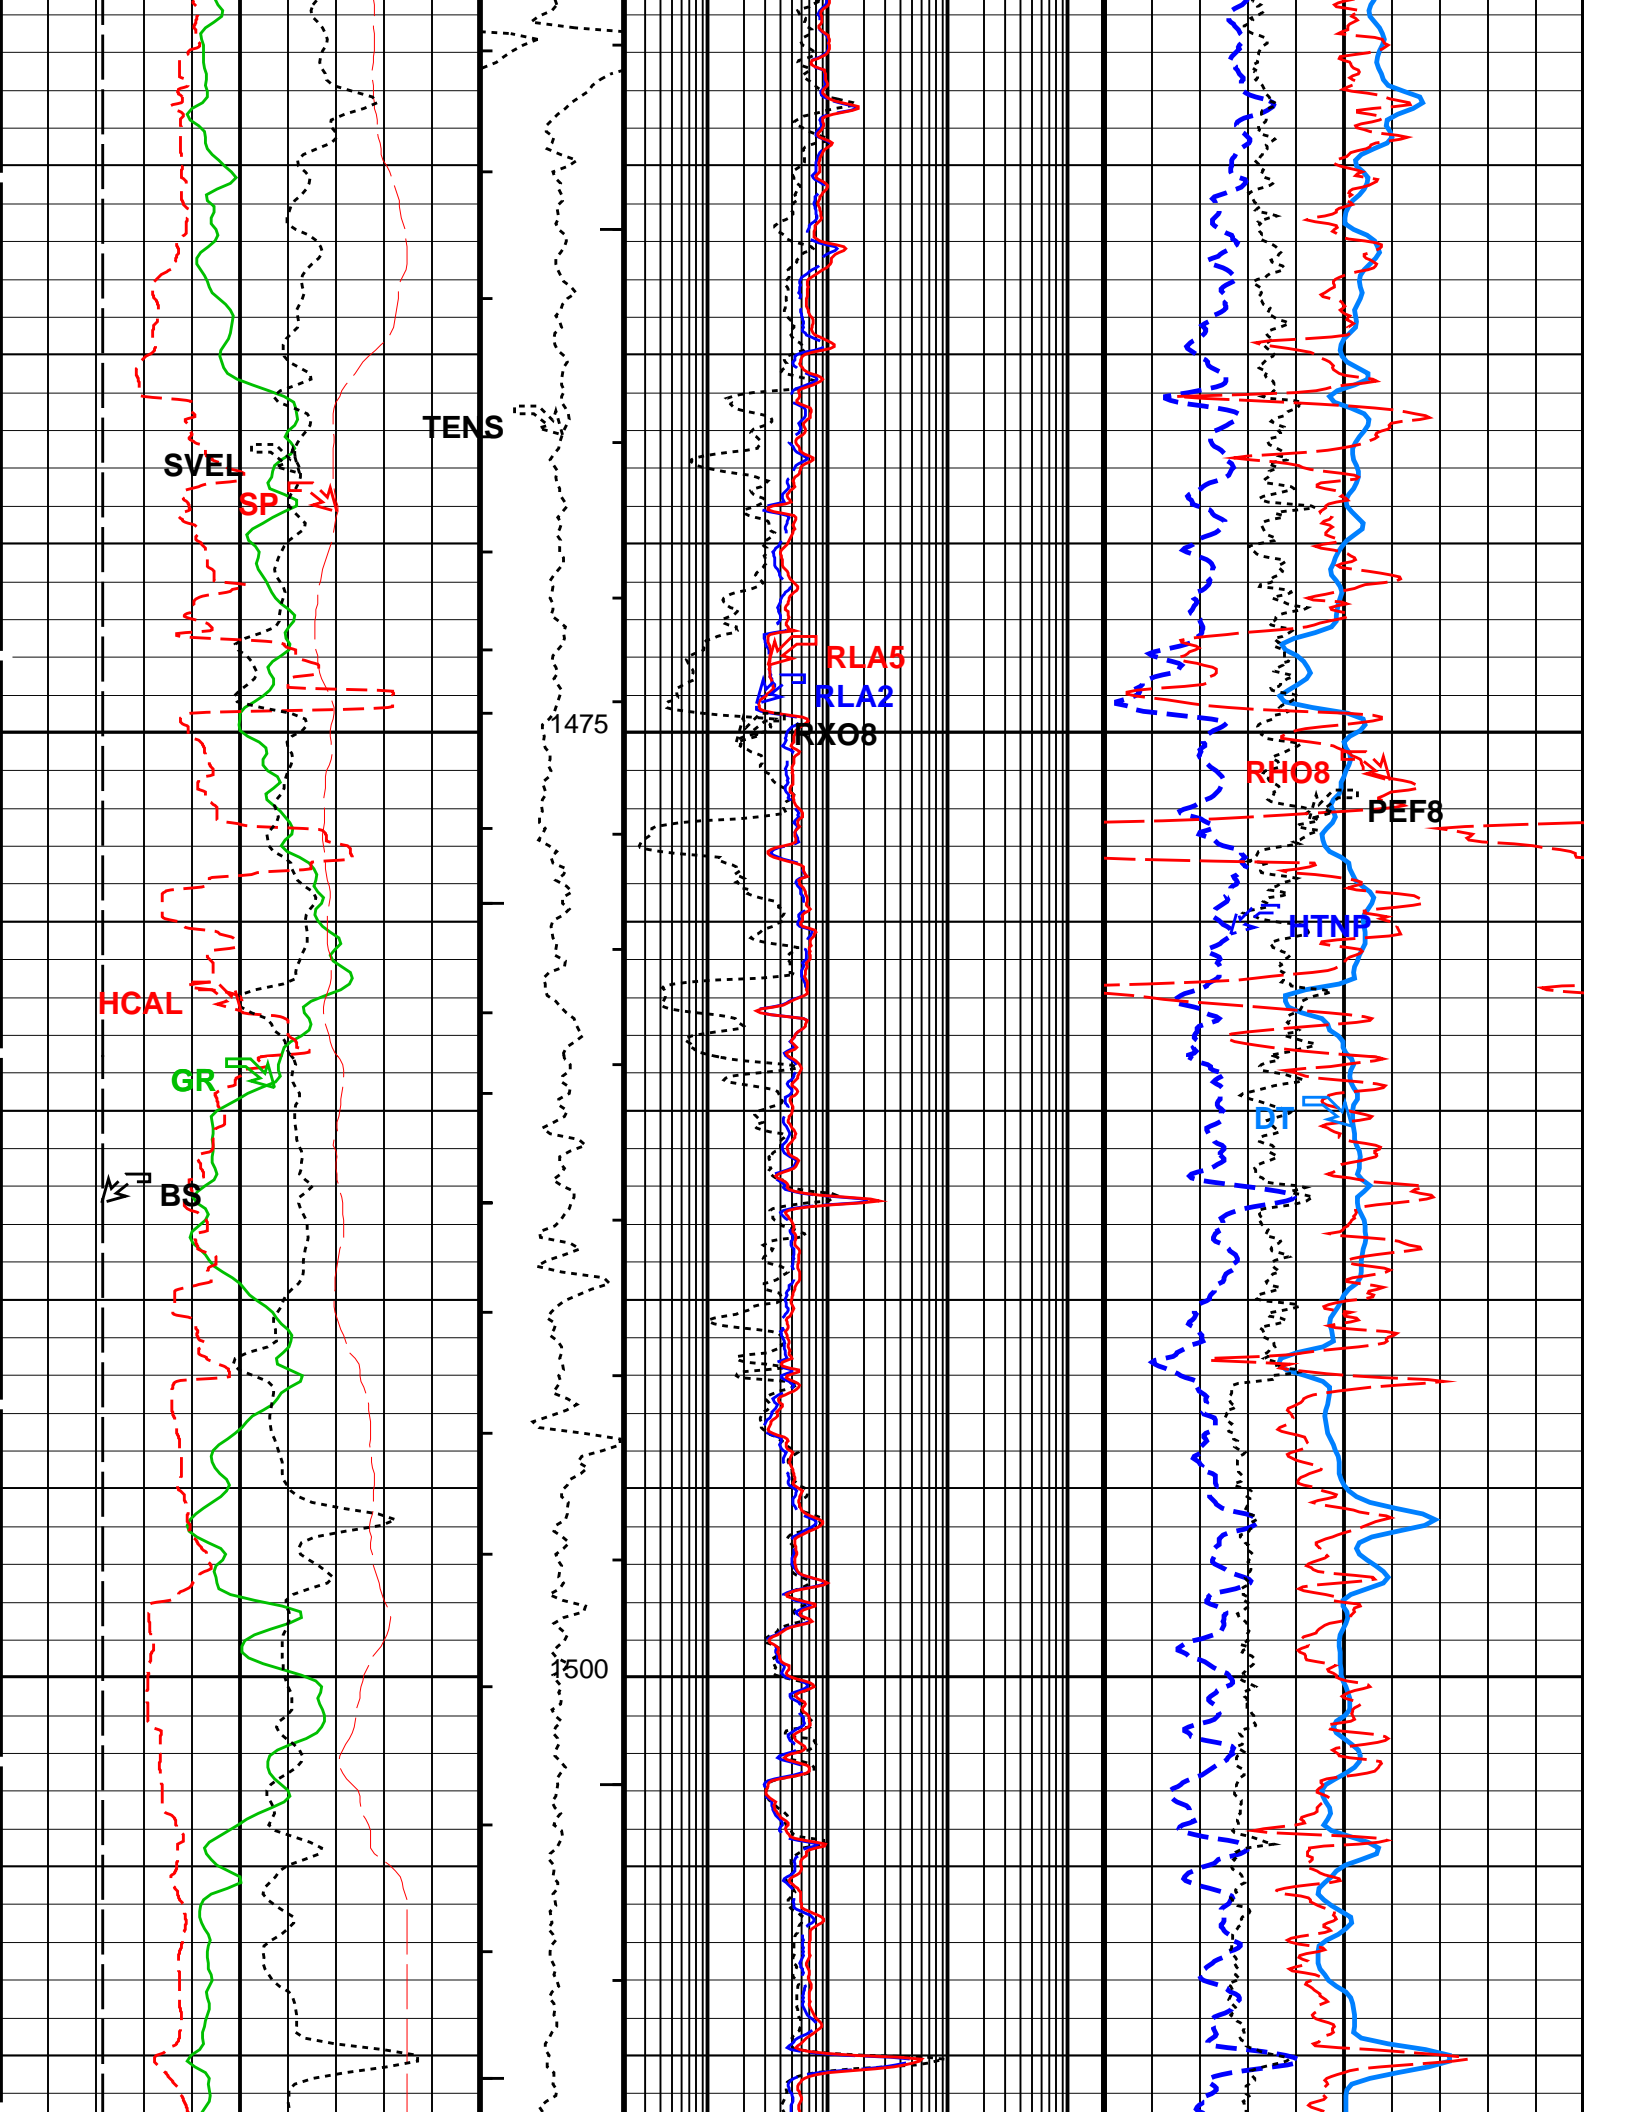 TENS
SVEL
SP
RLA5
RLA2
1475
RXO8
RHO8
PEF8
HTNP
HCAL
GR
DT
BS
1500